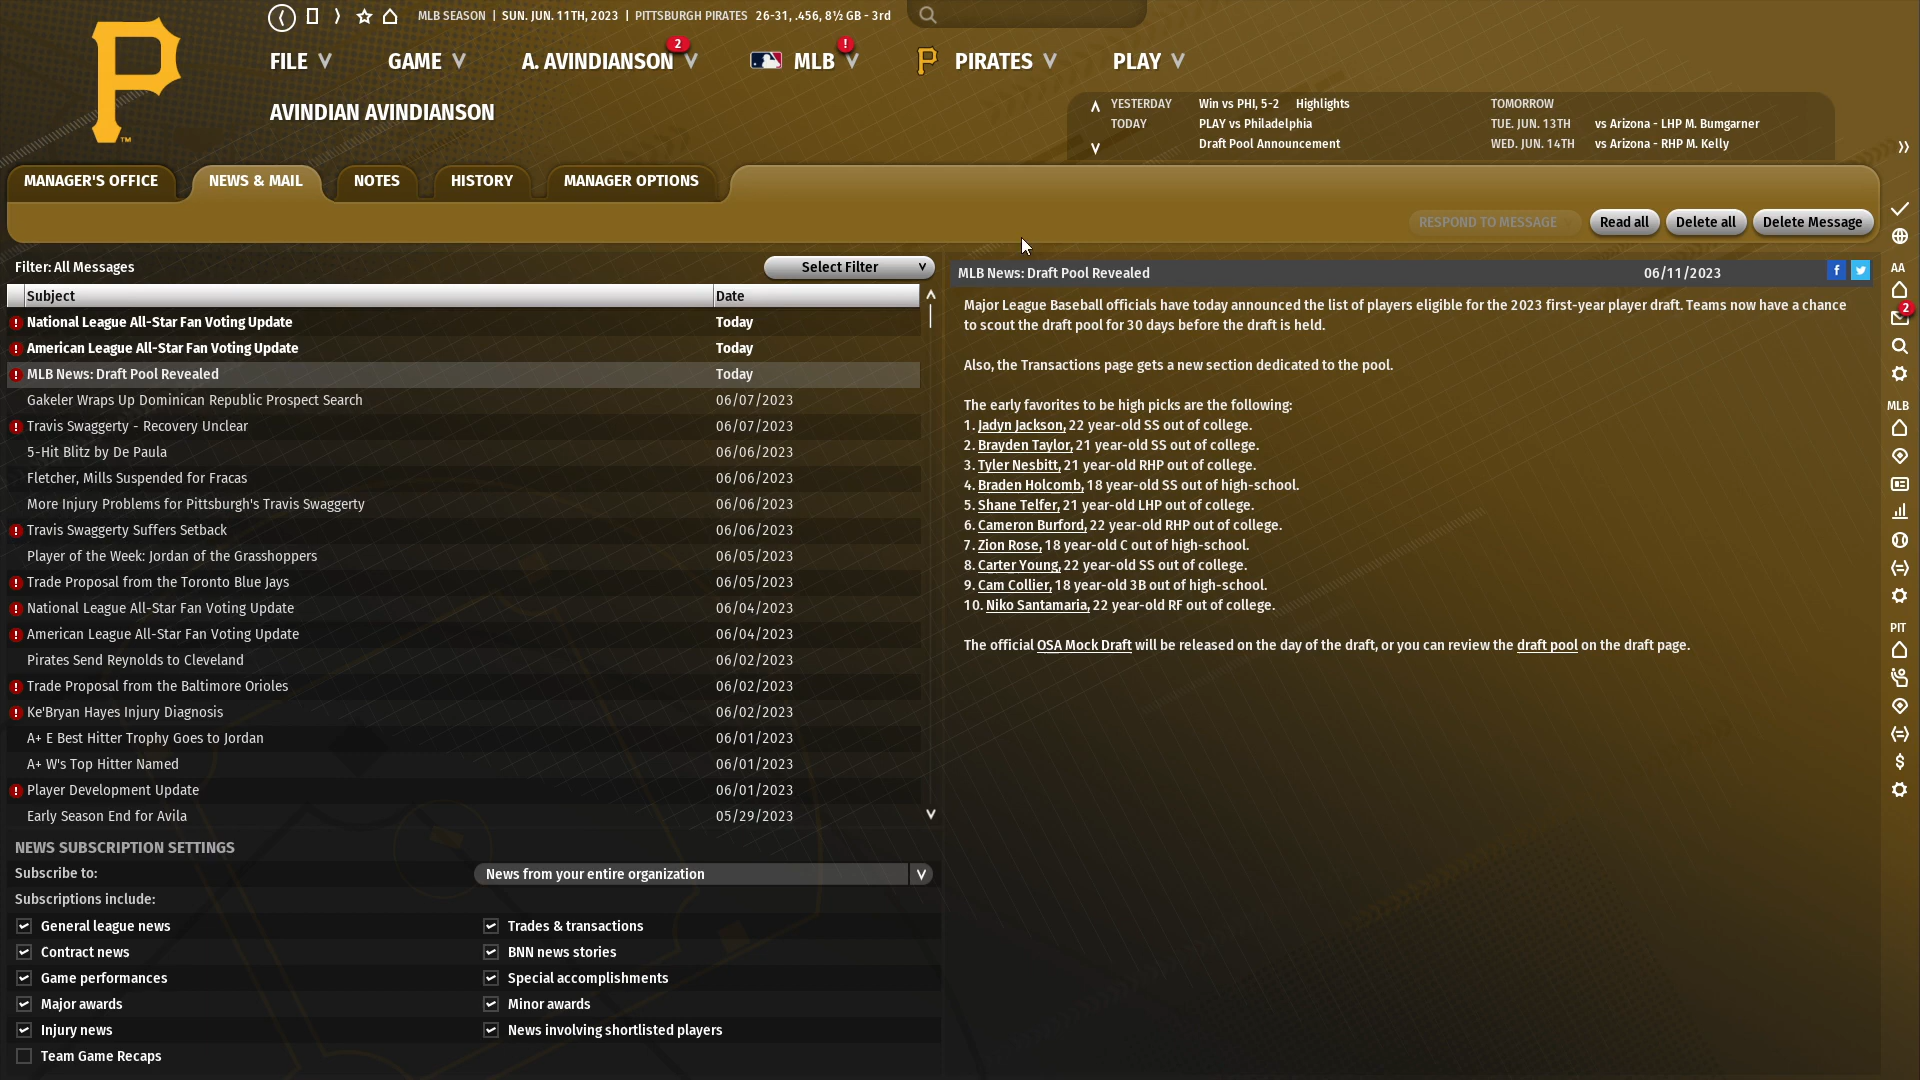 MLB SEASON | SUN. JUN. 11TH, 2023 | PITTSBURGH PIRATES 26-31, .456, 8½ GB - 3rd
P
TM
FILE
GAME
A. AVINDIANSON
2
MLB
!
PIRATES
PLAY
AVINDIAN AVINDIANSON
YESTERDAY Win vs PHI, 5-2 Highlights
TODAY PLAY vs Philadelphia
Draft Pool Announcement
TOMORROW
TUE. JUN. 13TH vs Arizona - LHP M. Bumgarner
WED. JUN. 14TH vs Arizona - RHP M. Kelly
MANAGER'S OFFICE
NEWS & MAIL
NOTES
HISTORY
MANAGER OPTIONS
RESPOND TO MESSAGE
Read all
Delete all
Delete Message
Filter: All Messages
Select Filter
Subject Date
! National League All-Star Fan Voting Update Today
! American League All-Star Fan Voting Update Today
! MLB News: Draft Pool Revealed Today
Gakeler Wraps Up Dominican Republic Prospect Search 06/07/2023
! Travis Swaggerty - Recovery Unclear 06/07/2023
5-Hit Blitz by De Paula 06/06/2023
Fletcher, Mills Suspended for Fracas 06/06/2023
More Injury Problems for Pittsburgh's Travis Swaggerty 06/06/2023
! Travis Swaggerty Suffers Setback 06/06/2023
Player of the Week: Jordan of the Grasshoppers 06/05/2023
! Trade Proposal from the Toronto Blue Jays 06/05/2023
! National League All-Star Fan Voting Update 06/04/2023
! American League All-Star Fan Voting Update 06/04/2023
Pirates Send Reynolds to Cleveland 06/02/2023
! Trade Proposal from the Baltimore Orioles 06/02/2023
! Ke'Bryan Hayes Injury Diagnosis 06/02/2023
A+ E Best Hitter Trophy Goes to Jordan 06/01/2023
A+ W's Top Hitter Named 06/01/2023
! Player Development Update 06/01/2023
Early Season End for Avila 05/29/2023
NEWS SUBSCRIPTION SETTINGS
Subscribe to: News from your entire organization
Subscriptions include:
General league news Trades & transactions
Contract news BNN news stories
Game performances Special accomplishments
Major awards Minor awards
Injury news News involving shortlisted players
Team Game Recaps
MLB News: Draft Pool Revealed 06/11/2023
f
Major League Baseball officials have today announced the list of players eligible for the 2023 first-year player draft. Teams now have a chance
to scout the draft pool for 30 days before the draft is held.
Also, the Transactions page gets a new section dedicated to the pool.
The early favorites to be high picks are the following:
1. Jadyn Jackson, 22 year-old SS out of college.
2. Brayden Taylor, 21 year-old SS out of college.
3. Tyler Nesbitt, 21 year-old RHP out of college.
4. Braden Holcomb, 18 year-old SS out of high-school.
5. Shane Telfer, 21 year-old LHP out of college.
6. Cameron Burford, 22 year-old RHP out of college.
7. Zion Rose, 18 year-old C out of high-school.
8. Carter Young, 22 year-old SS out of college.
9. Cam Collier, 18 year-old 3B out of high-school.
10. Niko Santamaria, 22 year-old RF out of college.
The official OSA Mock Draft will be released on the day of the draft, or you can review the draft pool on the draft page.
AA
2
MLB
PIT
$